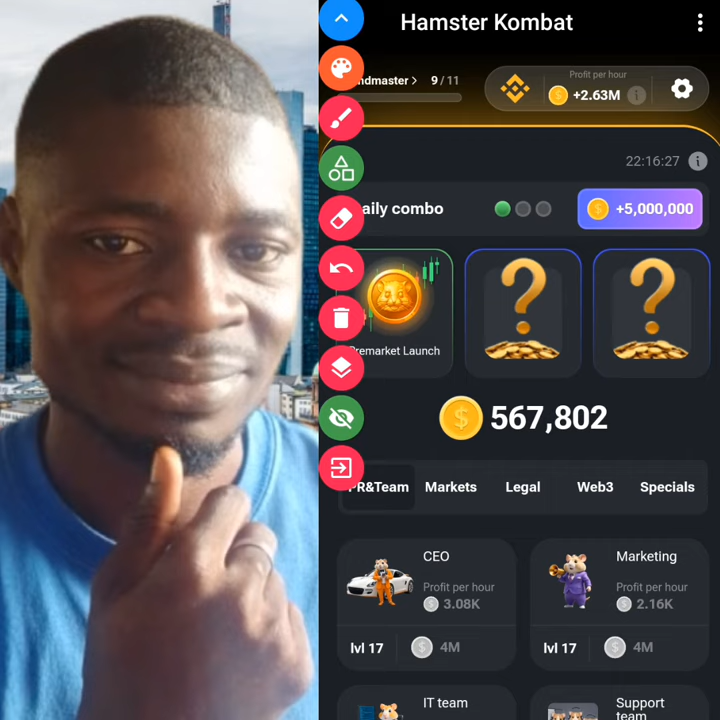 Hamster Kombat
ndmaster > 9 / 11
Profit per hour
+2.63M
22:16:27
aily combo
+5,000,000
Premarket Launch
567,802
PR&Team
Markets
Legal
Web3
Specials
CEO
Profit per hour
3.08K
lvl 17
4M
Marketing
Profit per hour
2.16K
lvl 17
4M
IT team
Support
team